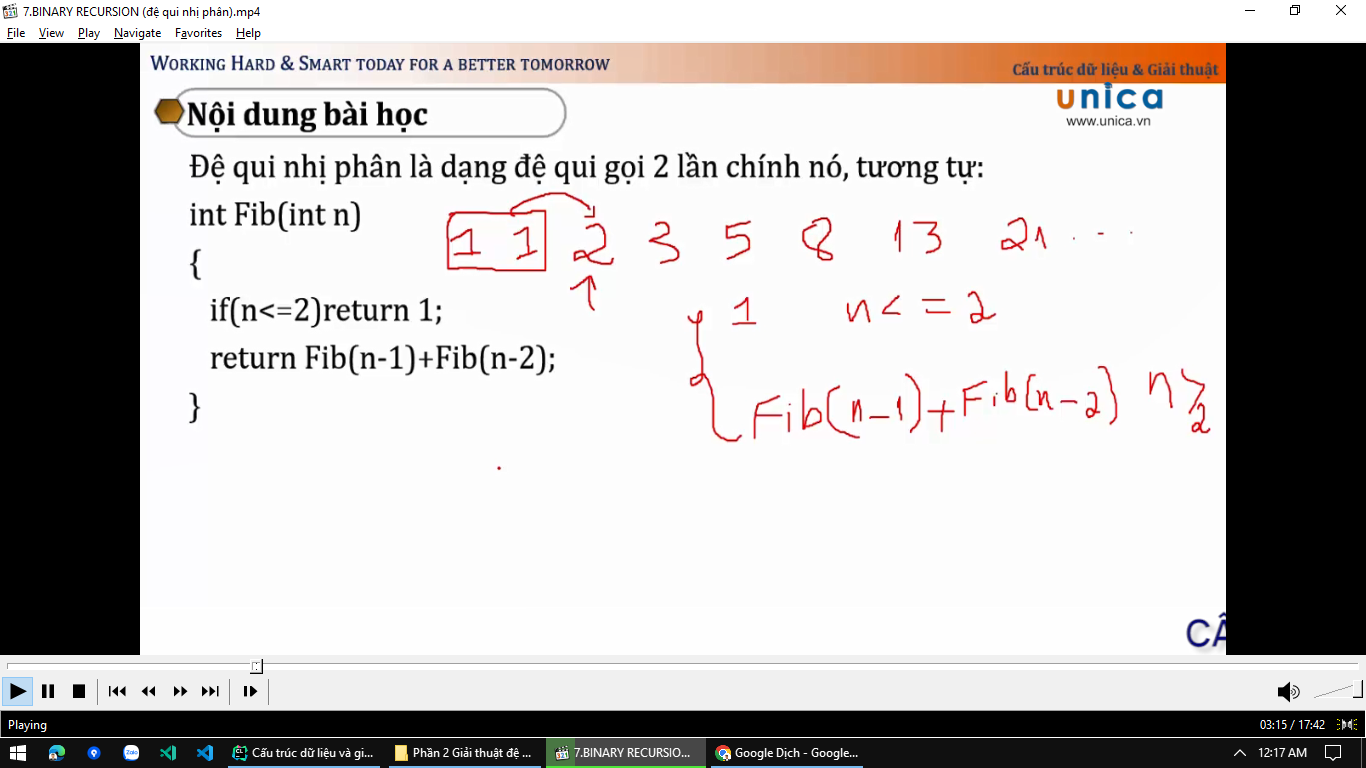 7.BINARY RECURSION (đệ qui nhị phân).mp4
File View Play Navigate Favorites Help
WORKING HARD & SMART TODAY FOR A BETTER TOMORROW
Cấu trúc dữ liệu & Giải thuật
unica
www.unica.vn
Nội dung bài học
Đệ qui nhị phân là dạng đệ qui gọi 2 lần chính nó, tương tự:
int Fib(int n)
1 1 2 3 5 8 13 21 ...
{
if(n<=2)return 1;
1 n <= 2
return Fib(n-1)+Fib(n-2);
Fib(n-1)+Fib(n-2) n>2
}
CẤ
Playing
03:15 / 17:42
Cấu trúc dữ liệu và gi...
Phần 2 Giải thuật đệ ...
7.BINARY RECURSIO...
Google Dịch - Google...
12:17 AM